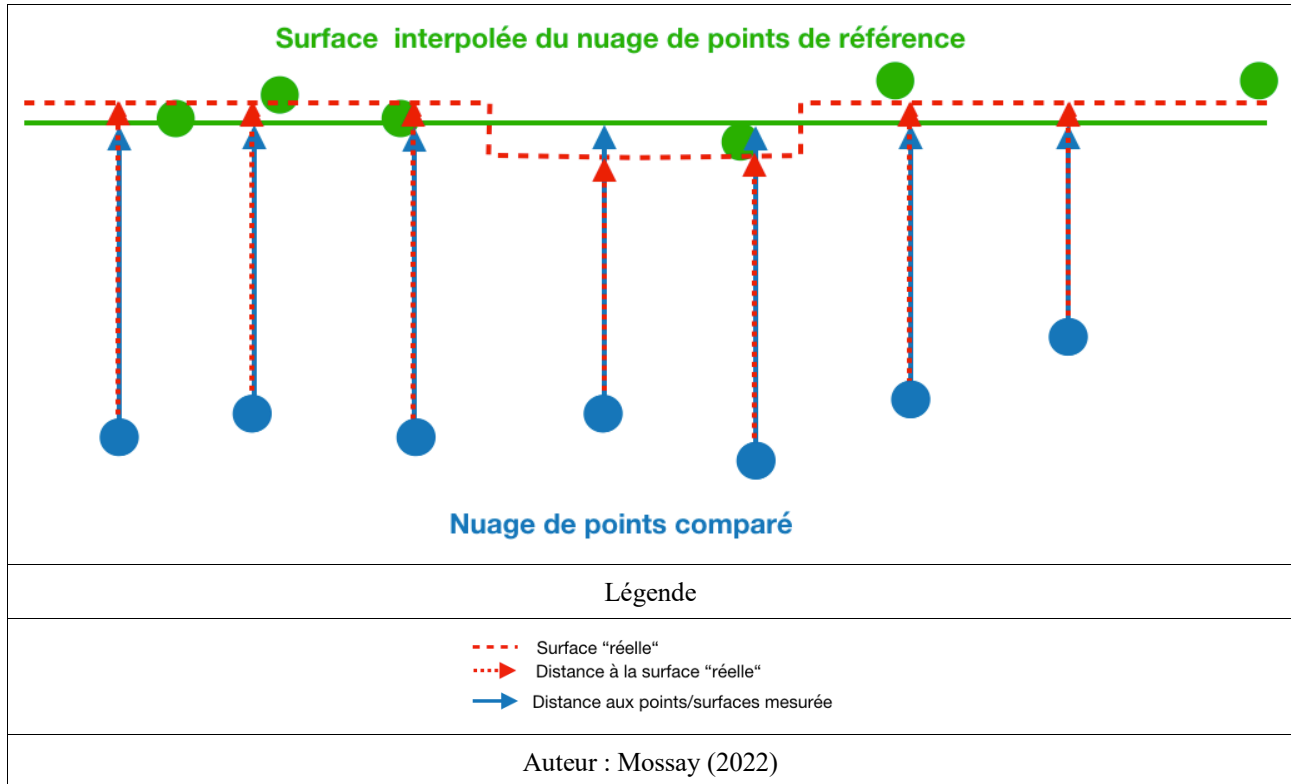 Surface interpolée du nuage de points de référence
Nuage de points comparé
Légende
Surface “réelle“
Distance à la surface “réelle“
Distance aux points/surfaces mesurée
Auteur : Mossay (2022)